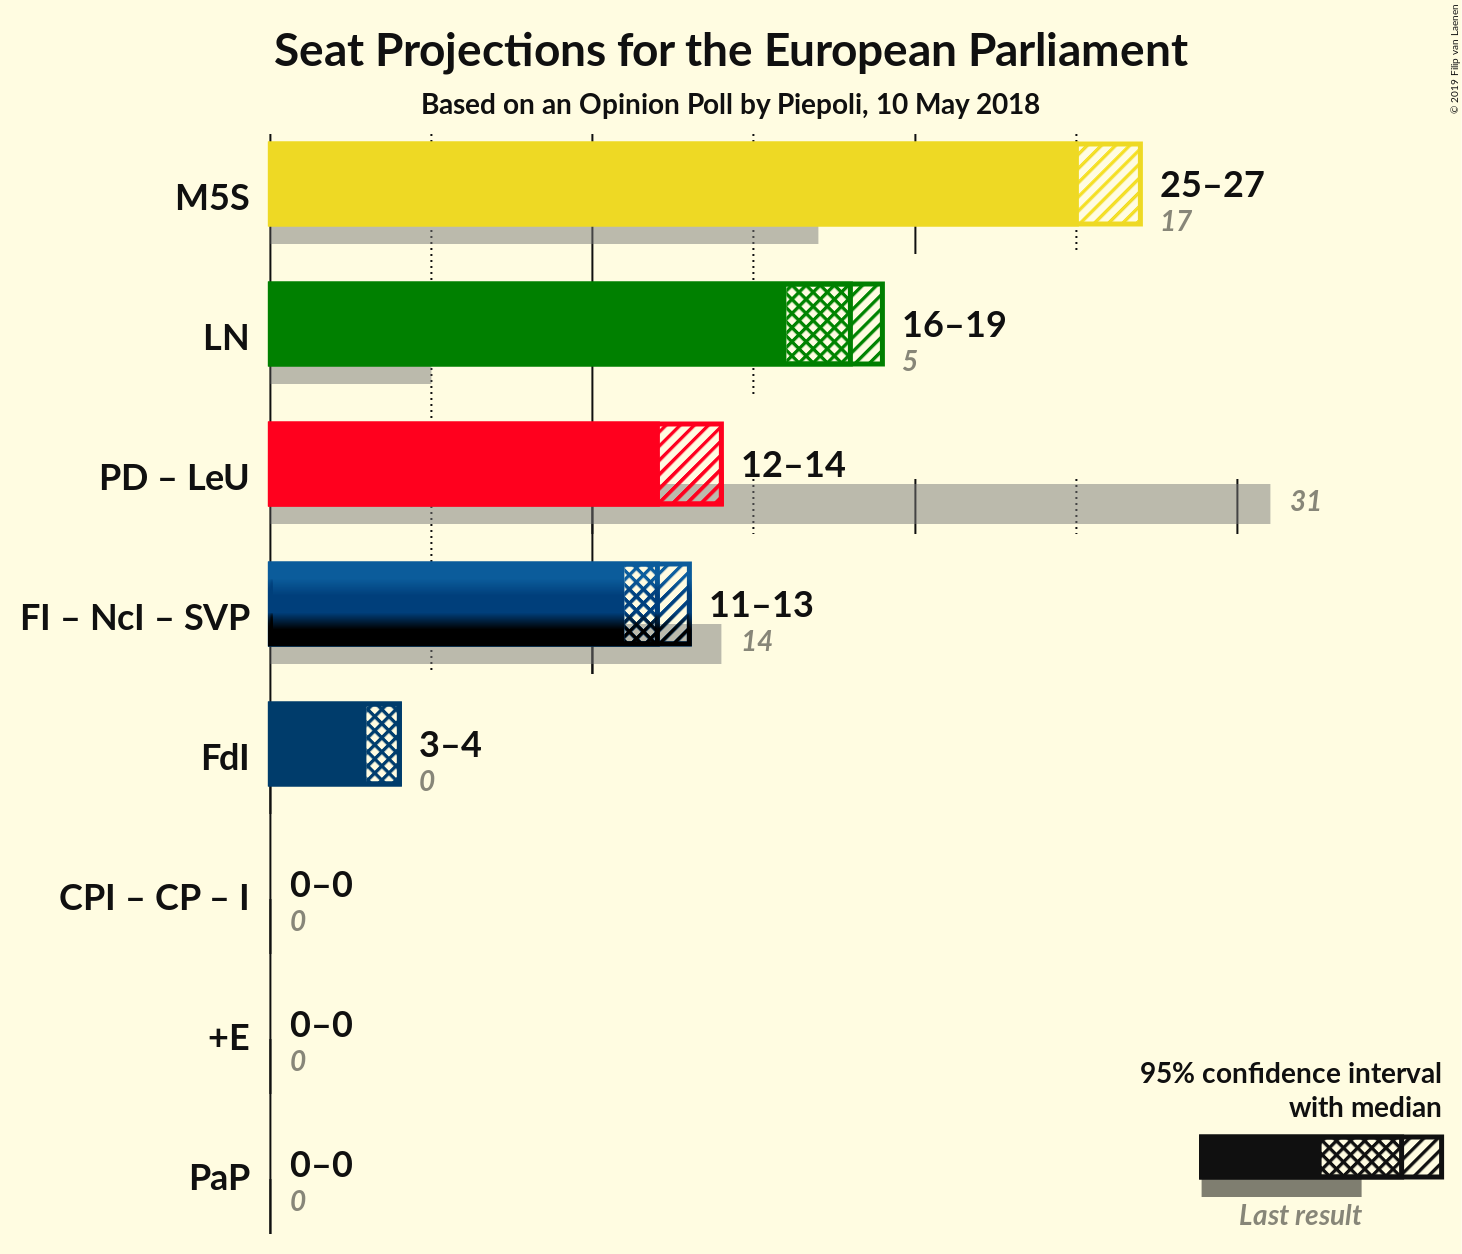 Seat Projections for the European Parliament
Based on an Opinion Poll by Piepoli, 10 May 2018
© 2019 Filip van Laenen
M5S
25–27
17
LN
16–19
5
PD – LeU
12–14
31
FI – NcI – SVP
11–13
14
FdI
3–4
0
CPI – CP – I
0–0
0
+E
0–0
0
PaP
0–0
0
95% confidence interval
with median
Last result